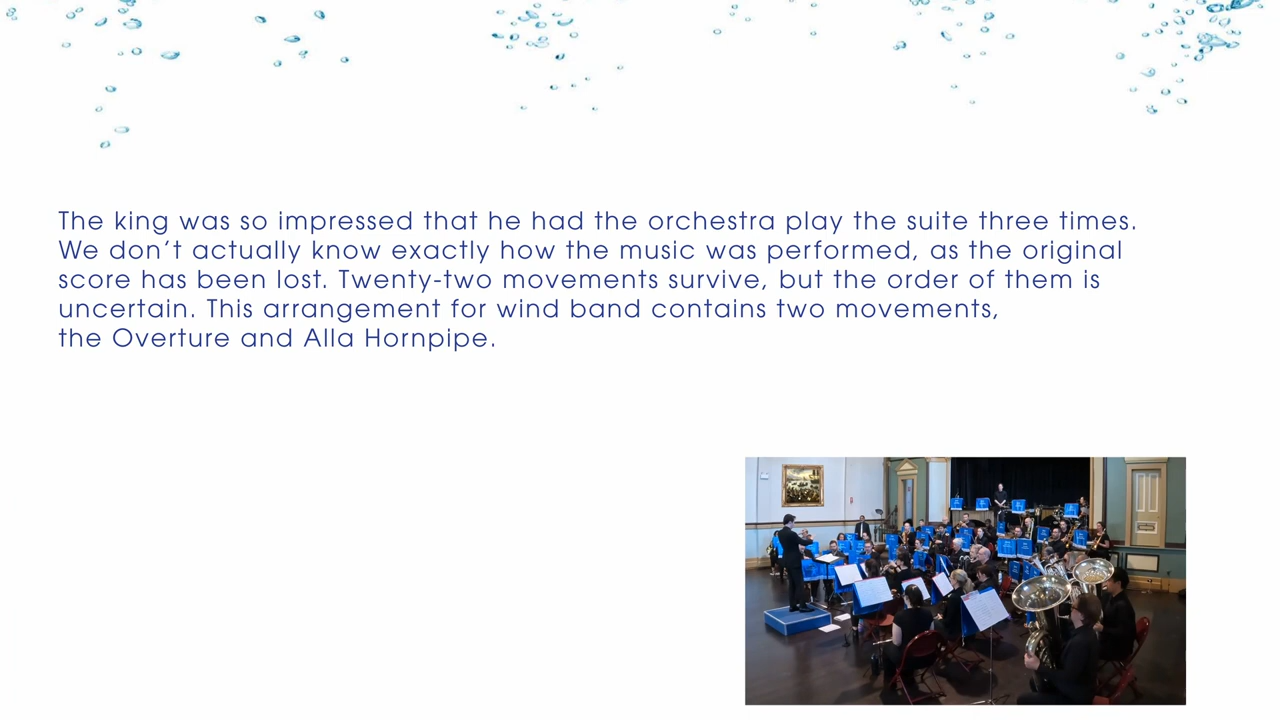 The king was so impressed that he had the orchestra play the suite three times.
We don’t actually know exactly how the music was performed, as the original
score has been lost. Twenty-two movements survive, but the order of them is
uncertain. This arrangement for wind band contains two movements,
the Overture and Alla Hornpipe.